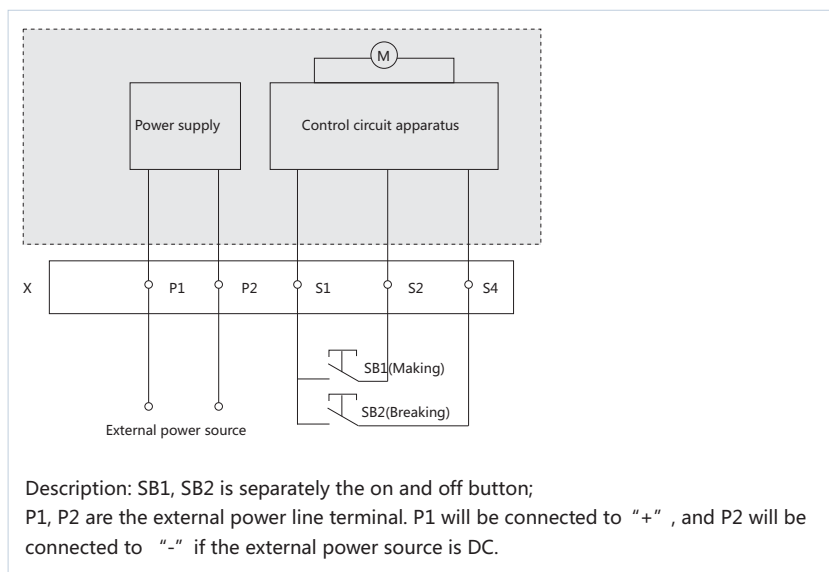 M
Power supply
Control circuit apparatus
X
P1
P2
S1
S2
S4
SB1(Making)
SB2(Breaking)
External power source
Description: SB1, SB2 is separately the on and off button;
P1, P2 are the external power line terminal. P1 will be connected to “+” , and P2 will be
connected to “-” if the external power source is DC.